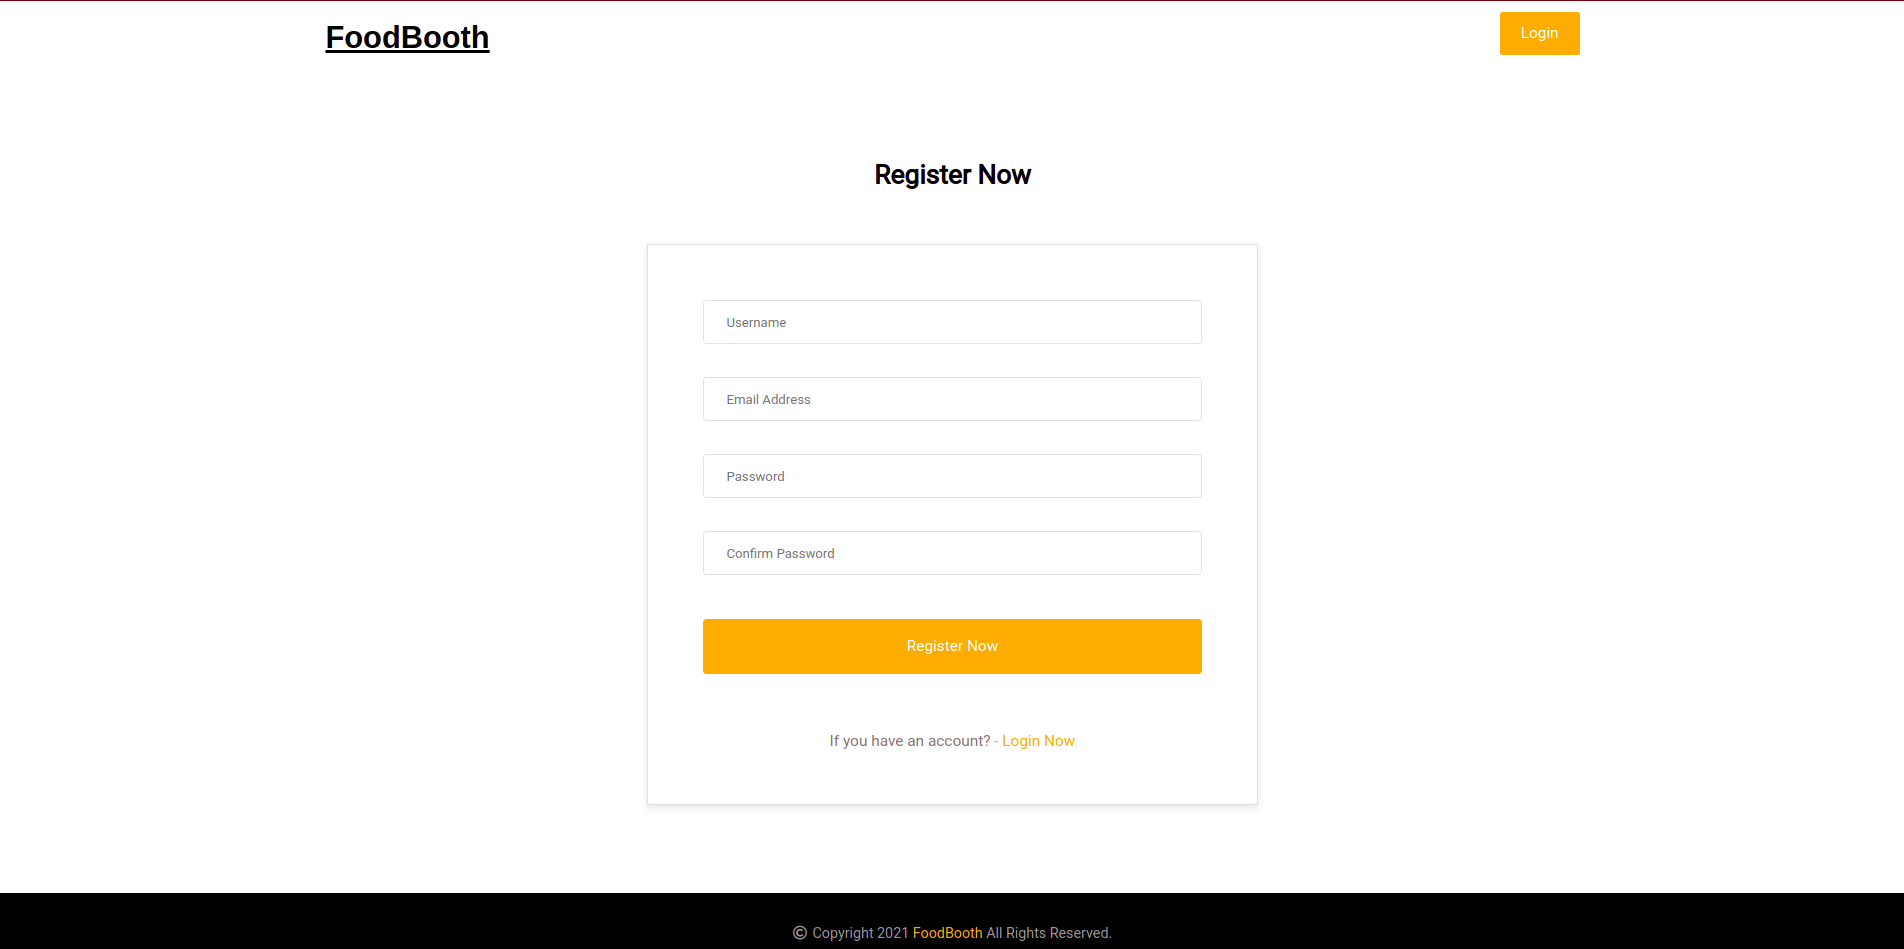 FoodBooth
Login
Register Now
Username
Email Address
Password
Confirm Password
Register Now
If you have an account? - Login Now
© Copyright 2021 FoodBooth All Rights Reserved.